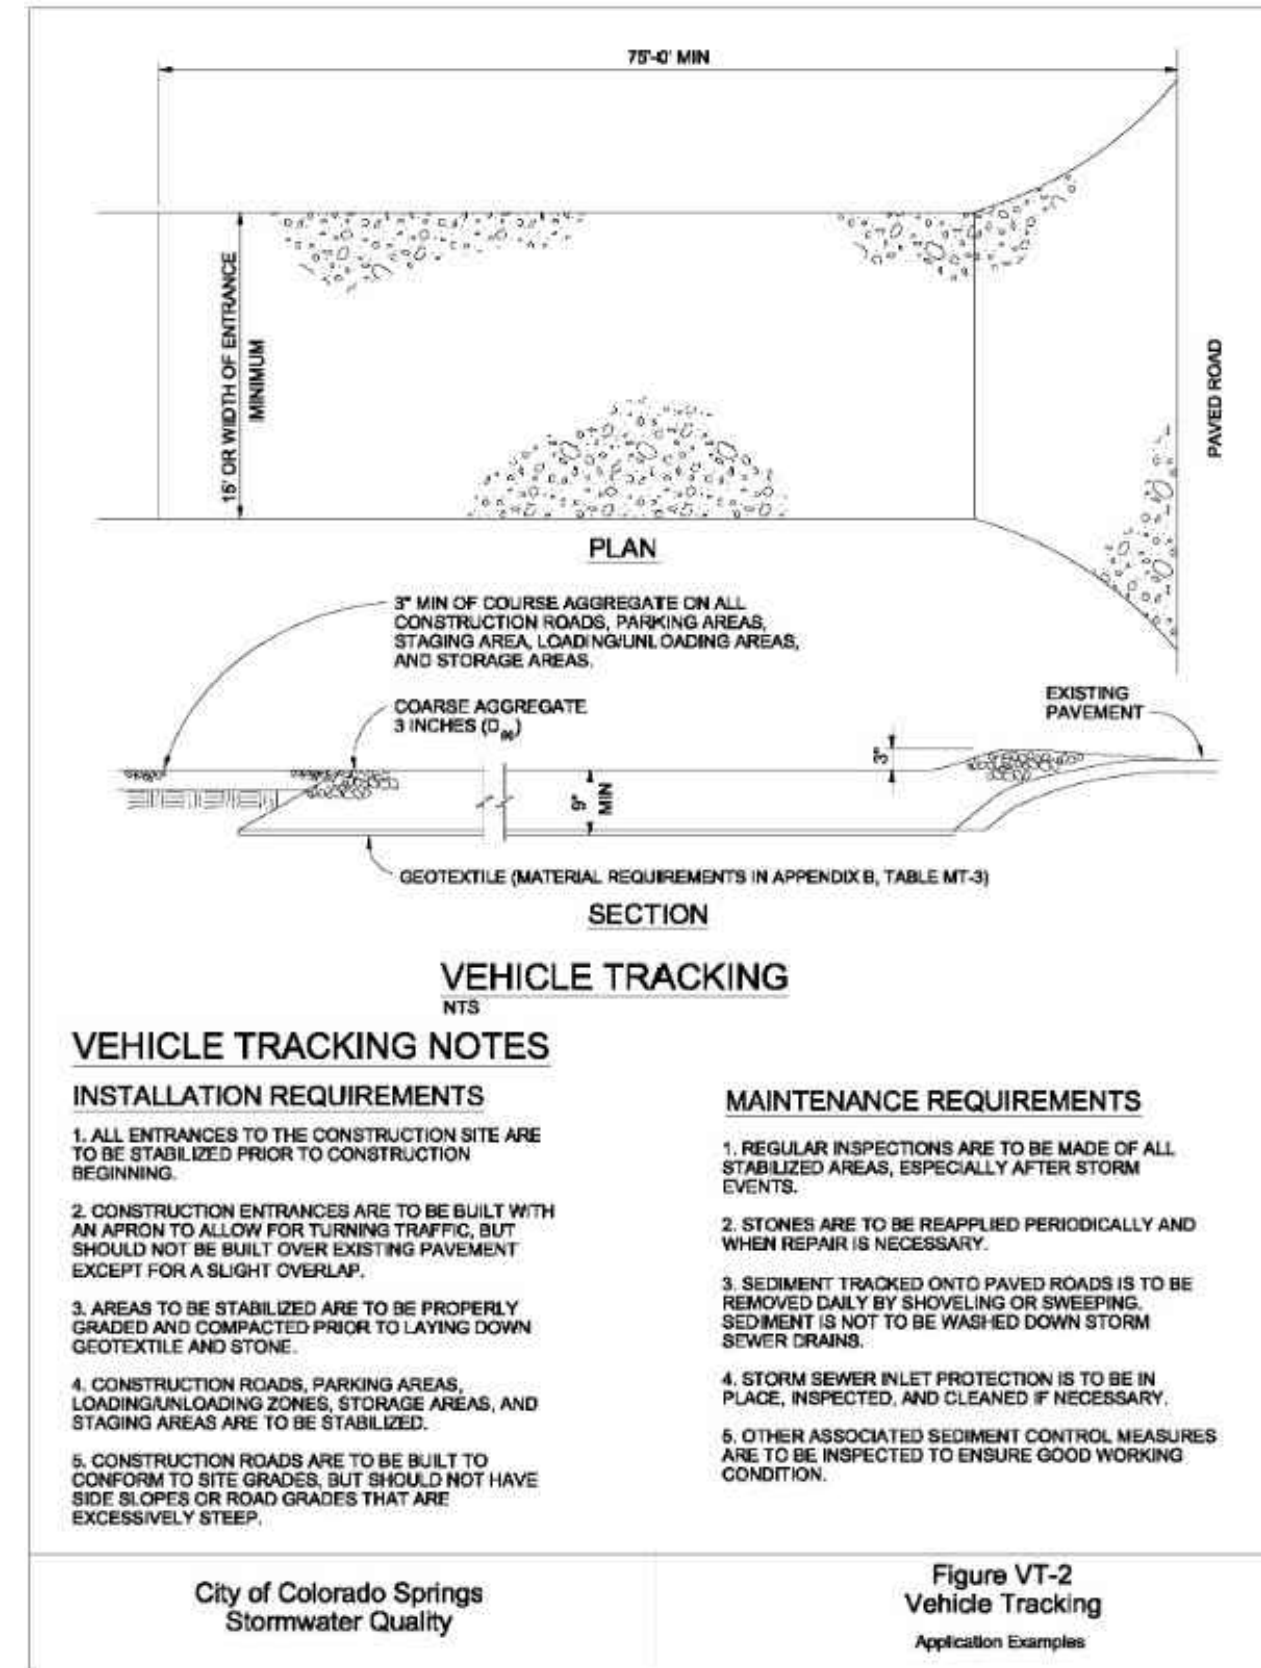 75'-0' MIN
15' OR WIDTH OF ENTRANCE
MINIMUM
PAVED ROAD
PLAN
3" MIN OF COURSE AGGREGATE ON ALL
CONSTRUCTION ROADS, PARKING AREAS,
STAGING AREA, LOADING/UNLOADING AREAS,
AND STORAGE AREAS.
COARSE AGGREGATE
3 INCHES (D
EXISTING
PAVEMENT
3"
9"
MIN
GEOTEXTILE (MATERIAL REQUIREMENTS IN APPENDIX B, TABLE MT-3)
SECTION
VEHICLE TRACKING
NTS
VEHICLE TRACKING NOTES
INSTALLATION REQUIREMENTS
1. ALL ENTRANCES TO THE CONSTRUCTION SITE ARE
TO BE STABILIZED PRIOR TO CONSTRUCTION
BEGINNING.
2. CONSTRUCTION ENTRANCES ARE TO BE BUILT WITH
AN APRON TO ALLOW FOR TURNING TRAFFIC, BUT
SHOULD NOT BE BUILT OVER EXISTING PAVEMENT
EXCEPT FOR A SLIGHT OVERLAP.
3. AREAS TO BE STABILIZED ARE TO BE PROPERLY
GRADED AND COMPACTED PRIOR TO LAYING DOWN
GEOTEXTILE AND STONE.
4. CONSTRUCTION ROADS, PARKING AREAS,
LOADING/UNLOADING ZONES, STORAGE AREAS, AND
STAGING AREAS ARE TO BE STABILIZED.
5. CONSTRUCTION ROADS ARE TO BE BUILT TO
CONFORM TO SITE GRADES, BUT SHOULD NOT HAVE
SIDE SLOPES OR ROAD GRADES THAT ARE
EXCESSIVELY STEEP.
MAINTENANCE REQUIREMENTS
1. REGULAR INSPECTIONS ARE TO BE MADE OF ALL
STABILIZED AREAS, ESPECIALLY AFTER STORM
EVENTS.
2. STONES ARE TO BE REAPPLIED PERIODICALLY AND
WHEN REPAIR IS NECESSARY.
3. SEDIMENT TRACKED ONTO PAVED ROADS IS TO BE
REMOVED DAILY BY SHOVELING OR SWEEPING.
SEDIMENT IS NOT TO BE WASHED DOWN STORM
SEWER DRAINS.
4. STORM SEWER INLET PROTECTION IS TO BE IN
PLACE, INSPECTED, AND CLEANED IF NECESSARY.
5. OTHER ASSOCIATED SEDIMENT CONTROL MEASURES
ARE TO BE INSPECTED TO ENSURE GOOD WORKING
CONDITION.
City of Colorado Springs
Stormwater Quality
Figure VT-2
Vehicle Tracking
Application Examples